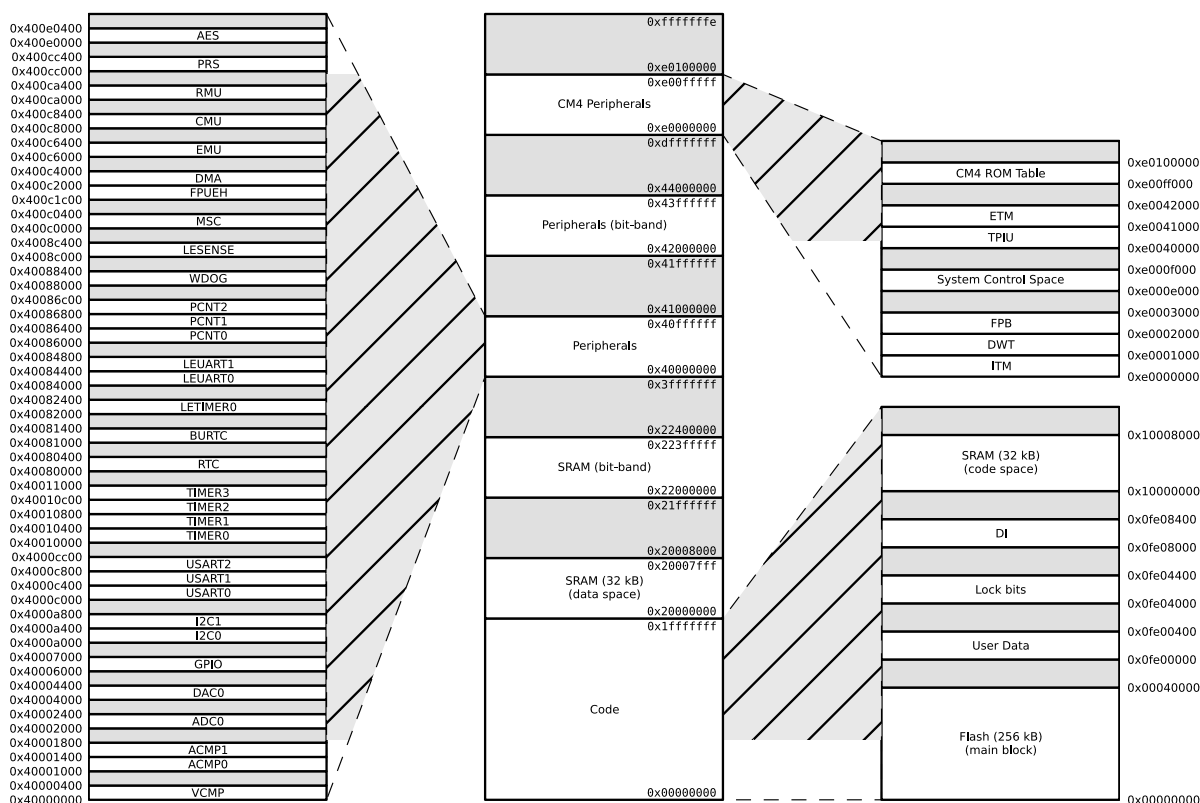 0x400e0400
AES
0x400e0000
0x400cc400
PRS
0x400cc000
0x400ca400
RMU
0x400ca000
0x400c8400
CMU
0x400c8000
0x400c6400
EMU
0x400c6000
0x400c4000
DMA
0x400c2000
FPUEH
0x400c1c00
0x400c0400
MSC
0x400c0000
0x4008c400
LESENSE
0x4008c000
0x40088400
WDOG
0x40088000
0x40086c00
PCNT2
0x40086800
PCNT1
0x40086400
PCNT0
0x40086000
0x40084800
LEUART1
0x40084400
LEUART0
0x40084000
0x40082400
LETIMER0
0x40082000
0x40081400
BURTC
0x40081000
0x40080400
RTC
0x40080000
0x40011000
TIMER3
0x40010c00
TIMER2
0x40010800
TIMER1
0x40010400
TIMER0
0x40010000
0x4000cc00
USART2
0x4000c800
USART1
0x4000c400
USART0
0x4000c000
0x4000a800
I2C1
0x4000a400
I2C0
0x4000a000
0x40007000
GPIO
0x40006000
0x40004400
DAC0
0x40004000
0x40002400
ADC0
0x40002000
0x40001800
ACMP1
0x40001400
ACMP0
0x40001000
0x40000400
VCMP
0x40000000
0xfffffffe
0xe0100000
0xe00fffff
CM4 Peripherals
0xe0000000
0xdfffffff
0x44000000
0x43ffffff
Peripherals (bit-band)
0x42000000
0x41ffffff
0x41000000
0x40ffffff
Peripherals
0x40000000
0x3fffffff
0x22400000
0x223fffff
SRAM (bit-band)
0x22000000
0x21ffffff
0x20008000
0x20007fff
SRAM (32 kB)
(data space)
0x20000000
0x1fffffff
Code
0x00000000
0xe0100000
CM4 ROM Table
0xe00ff000
0xe0042000
ETM
0xe0041000
TPIU
0xe0040000
0xe000f000
System Control Space
0xe000e000
0xe0003000
FPB
0xe0002000
DWT
0xe0001000
ITM
0xe0000000
0x10008000
SRAM (32 kB)
(code space)
0x10000000
0x0fe08400
DI
0x0fe08000
0x0fe04400
Lock bits
0x0fe04000
0x0fe00400
User Data
0x0fe00000
0x00040000
Flash (256 kB)
(main block)
0x00000000